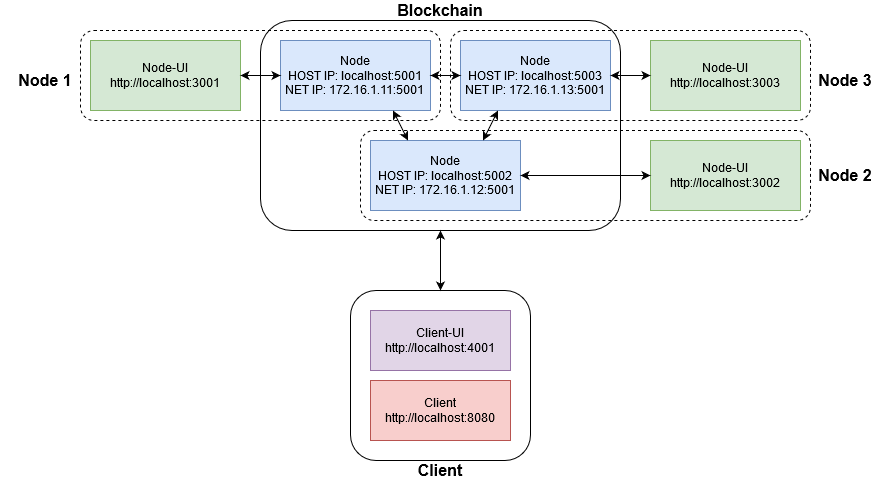 Blockchain
Node 1
Node-UI
http://localhost:3001
Node
HOST IP: localhost:5001
NET IP: 172.16.1.11:5001
Node
HOST IP: localhost:5003
NET IP: 172.16.1.13:5001
Node-UI
http://localhost:3003
Node 3
Node
HOST IP: localhost:5002
NET IP: 172.16.1.12:5001
Node-UI
http://localhost:3002
Node 2
Client-UI
http://localhost:4001
Client
http://localhost:8080
Client